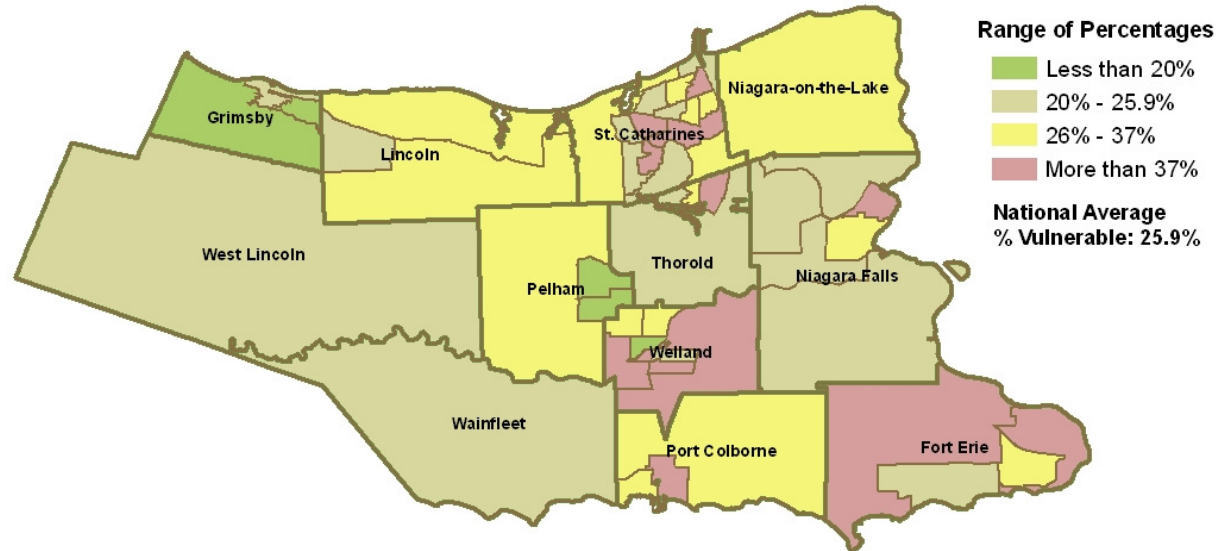 Range of Percentages
Less than 20%
20% - 25.9%
26% - 37%
More than 37%
National Average
% Vulnerable: 25.9%
Niagara-on-the-Lake
Grimsby
St. Catharines
Lincoln
West Lincoln
Thorold
Niagara Falls
Pelham
Welland
Wainfleet
Port Colborne
Fort Erie